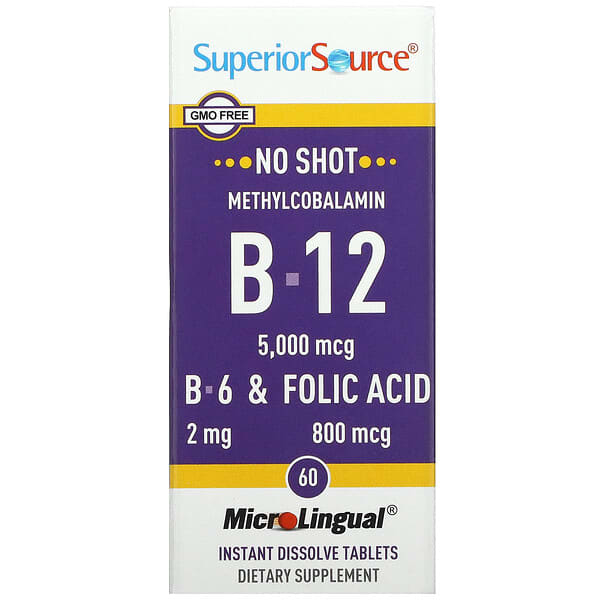 SuperiorSource®
GMO FREE
NO SHOT
METHYLCOBALAMIN
B-12
5,000 mcg
B-6 & FOLIC ACID
2 mg 800 mcg
60
MicroLingual®
INSTANT DISSOLVE TABLETS
DIETARY SUPPLEMENT